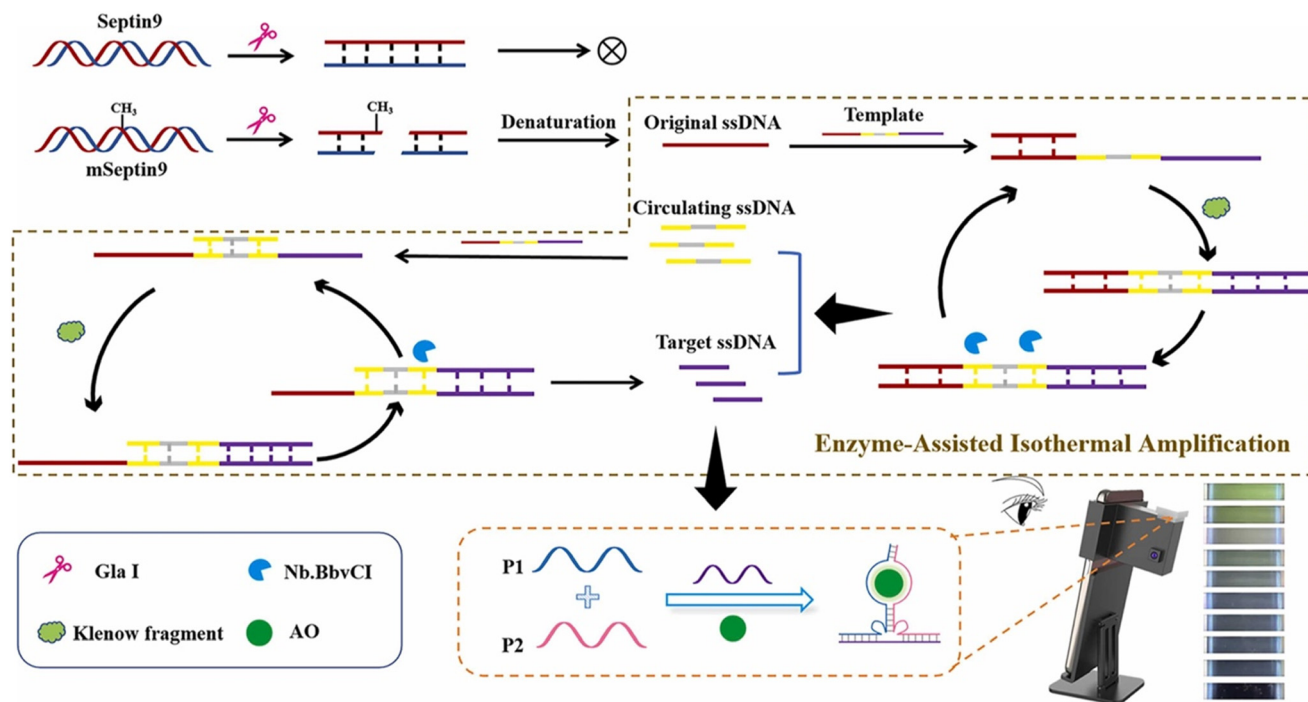 Septin9
CH3
mSeptin9
Denaturation
Original ssDNA
Template
Circulating ssDNA
Target ssDNA
Enzyme-Assisted Isothermal Amplification
Gla I
Nb.BbvCI
Klenow fragment
AO
P1
P2
CH3